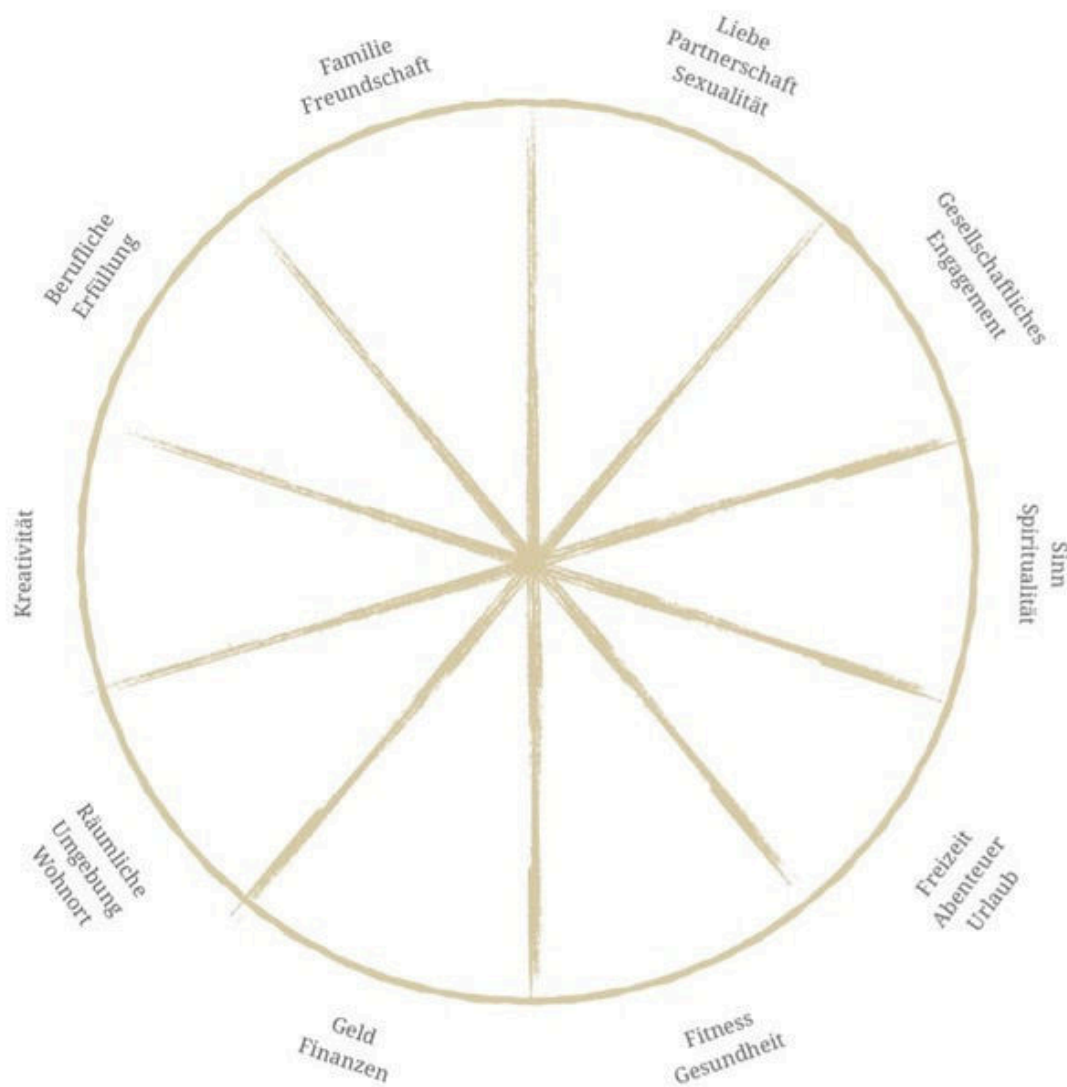 Liebe
Partnerschaft
Sexualität
Gesellschaftliches
Engagement
Sinn
Spiritualität
Freizeit
Abenteuer
Urlaub
Fitness
Gesundheit
Geld
Finanzen
Räumliche
Umgebung
Wohnort
Kreativität
Berufliche
Erfüllung
Familie
Freundschaft